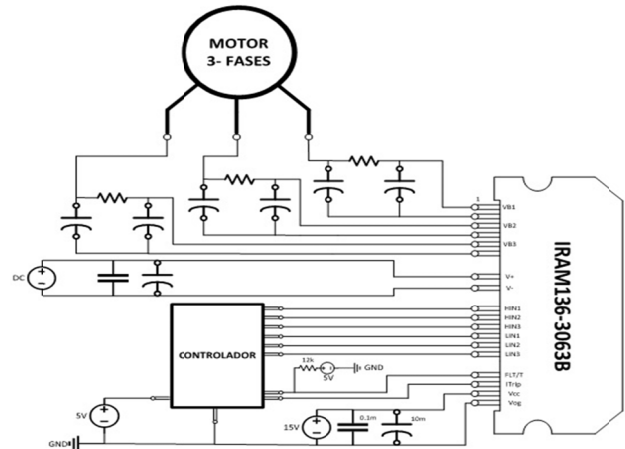 MOTOR
3- FASES
1
VB1
VB2
VB3
IRAM136-3063B
DC
V+
V-
HIN1
HIN2
HIN3
LIN1
LIN2
LIN3
CONTROLADOR
12k
5V
GND
FLT/T
ITrip
Vcc
Vog
5V
15V
0,1m
10m
GND